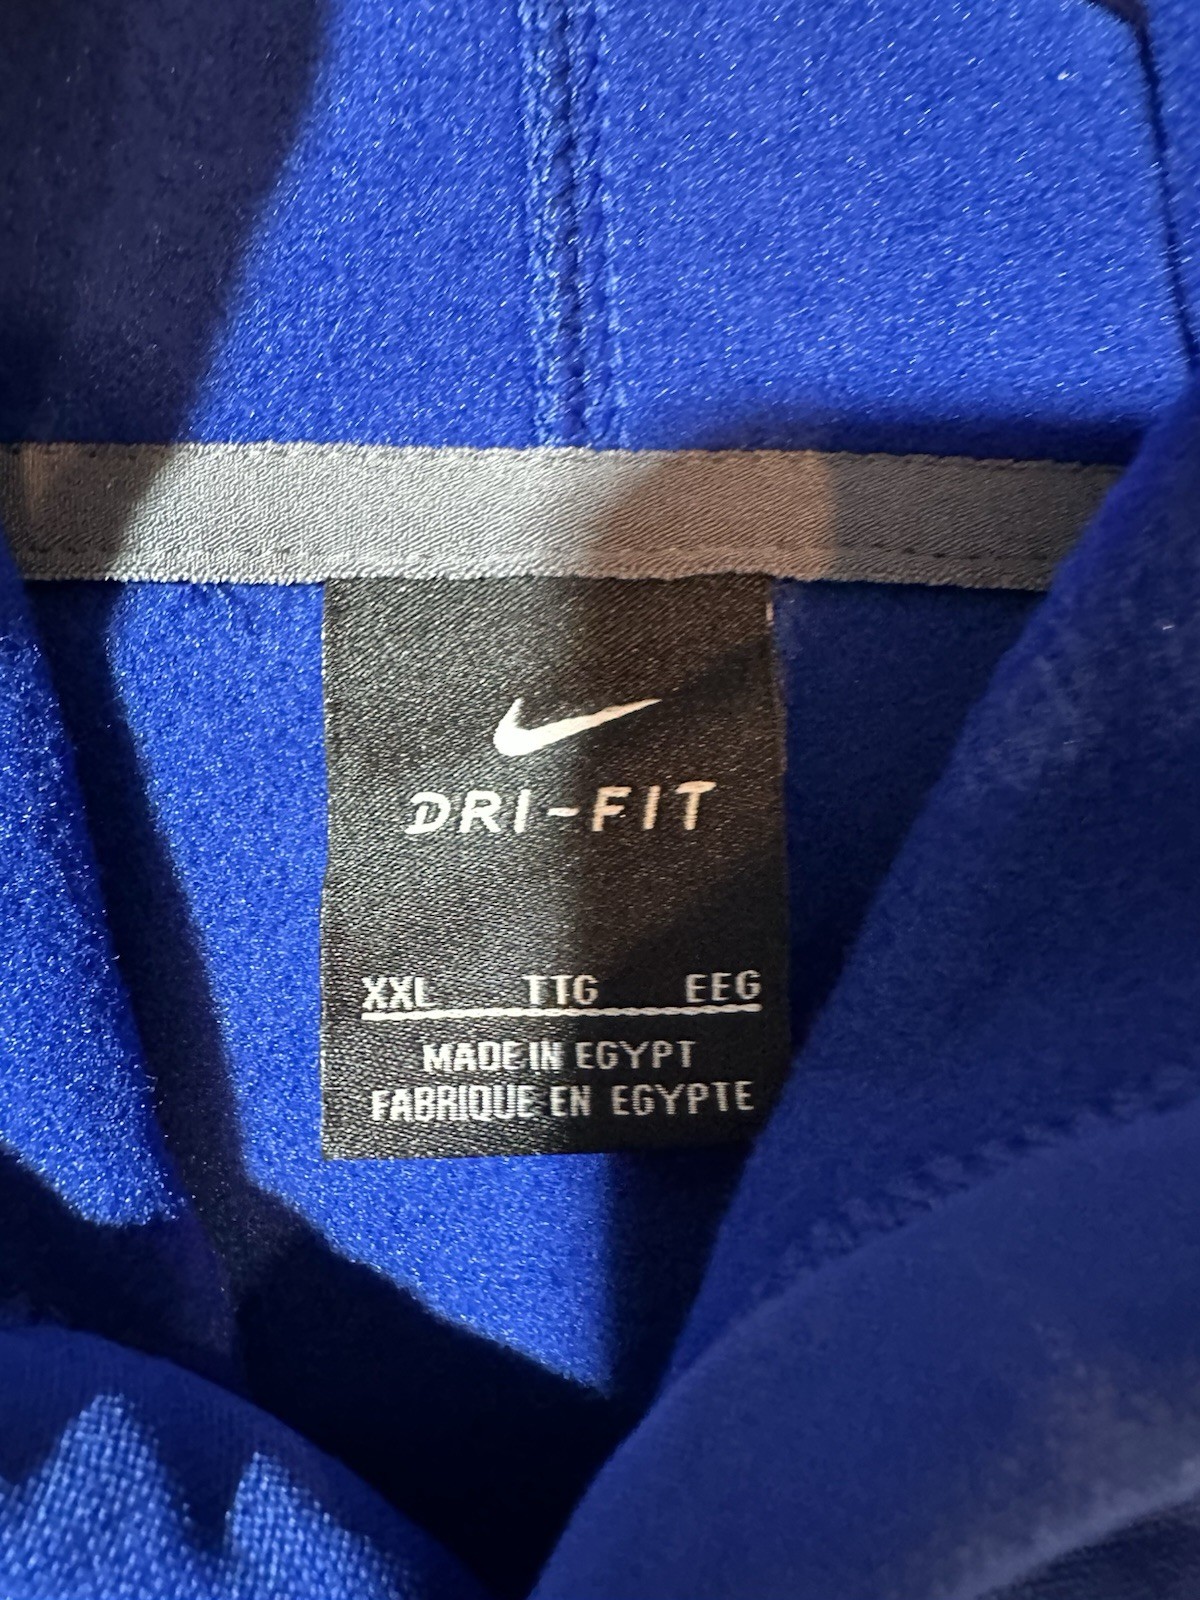 DRI-FIT
XXL TTG EEG
MADE IN EGYPT
FABRIQUE EN EGYPTE